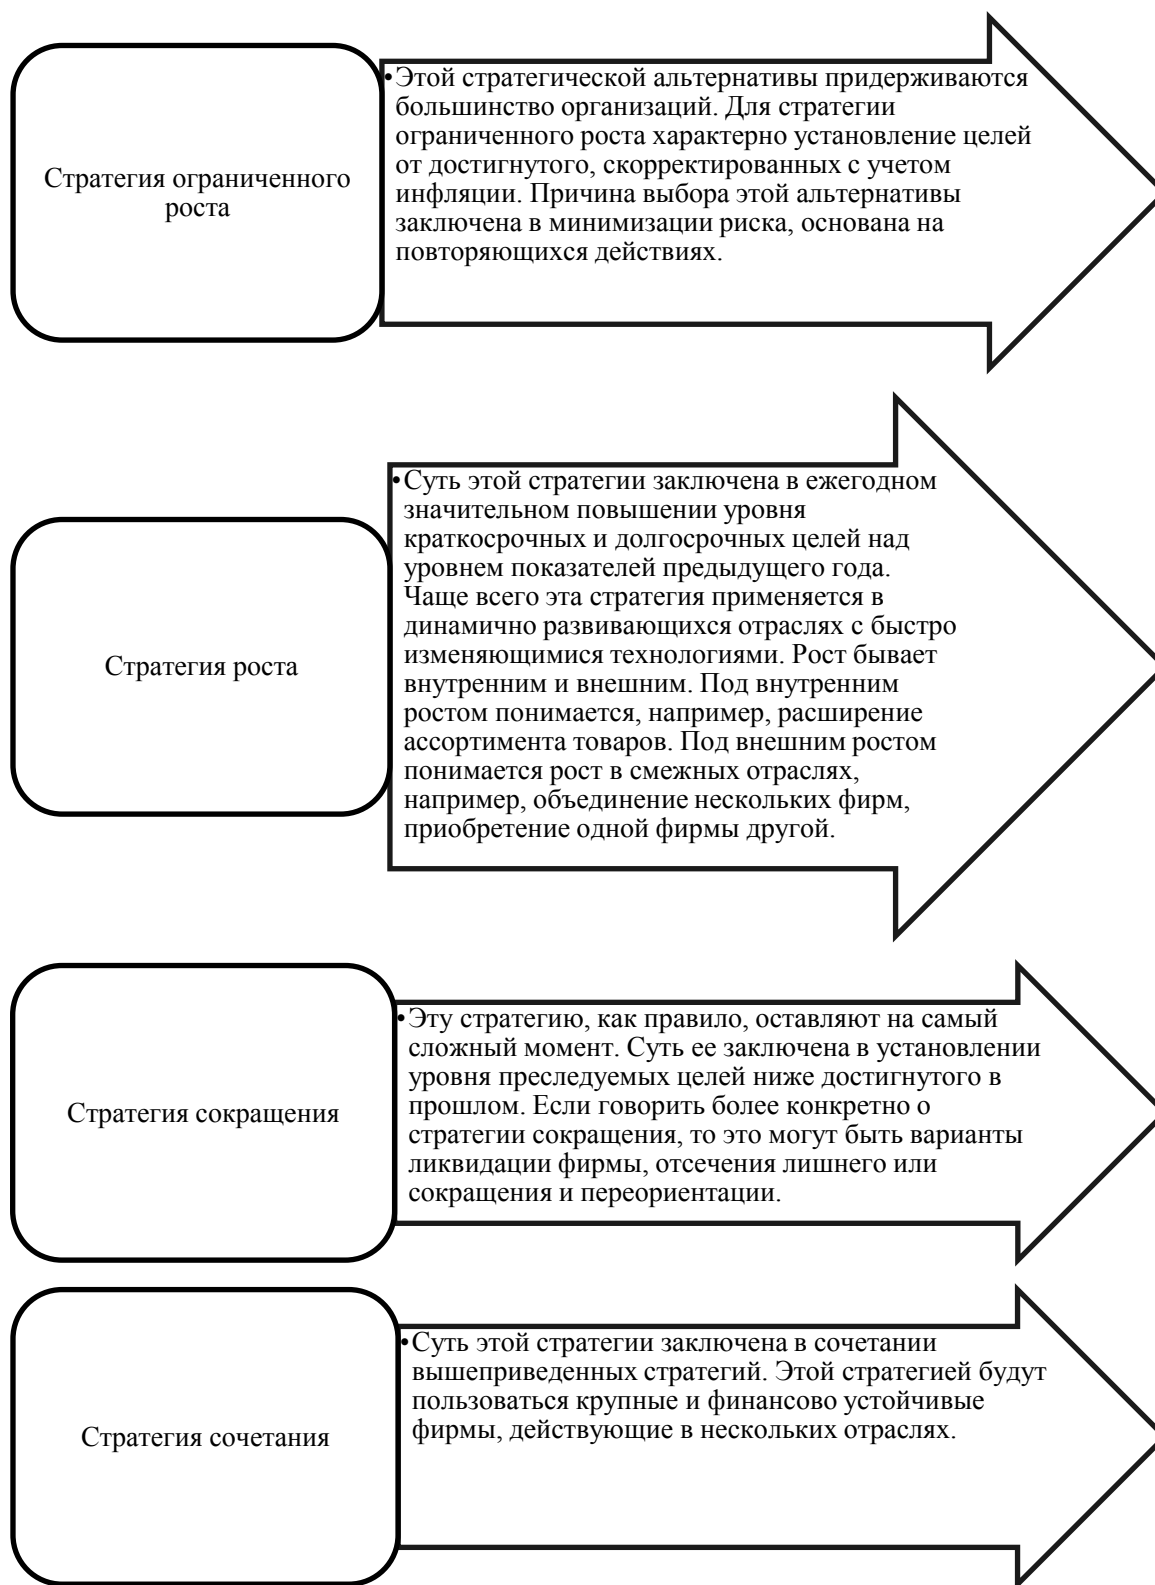 Стратегия ограниченного
роста
•Этой стратегической альтернативы придерживаются
большинство организаций. Для стратегии
ограниченного роста характерно установление целей
от достигнутого, скорректированных с учетом
инфляции. Причина выбора этой альтернативы
заключена в минимизации риска, основана на
повторяющихся действиях.
Стратегия роста
•Суть этой стратегии заключена в ежегодном
значительном повышении уровня
краткосрочных и долгосрочных целей над
уровнем показателей предыдущего года.
Чаще всего эта стратегия применяется в
динамично развивающихся отраслях с быстро
изменяющимися технологиями. Рост бывает
внутренним и внешним. Под внутренним
ростом понимается, например, расширение
ассортимента товаров. Под внешним ростом
понимается рост в смежных отраслях,
например, объединение нескольких фирм,
приобретение одной фирмы другой.
Стратегия сокращения
•Эту стратегию, как правило, оставляют на самый
сложный момент. Суть ее заключена в установлении
уровня преследуемых целей ниже достигнутого в
прошлом. Если говорить более конкретно о
стратегии сокращения, то это могут быть варианты
ликвидации фирмы, отсечения лишнего или
сокращения и переориентации.
Стратегия сочетания
•Суть этой стратегии заключена в сочетании
вышеприведенных стратегий. Этой стратегией будут
пользоваться крупные и финансово устойчивые
фирмы, действующие в нескольких отраслях.